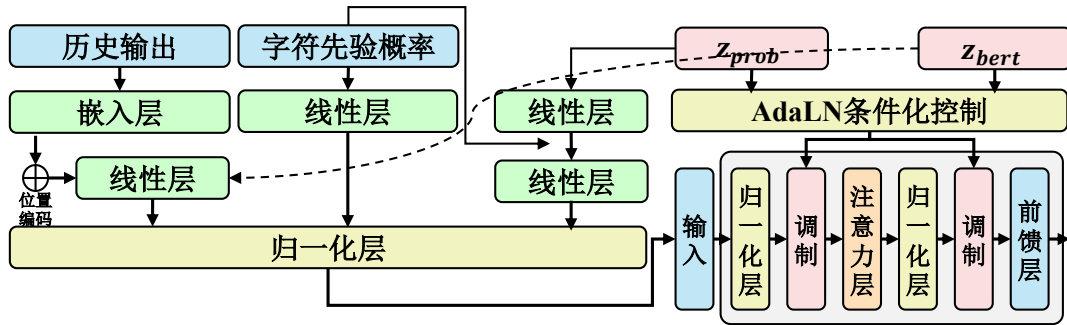 历史输出
字符先验概率
z_prob
z_bert
嵌入层
线性层
线性层
AdaLN条件化控制
线性层
线性层
位置
编码
归一化层
输入
归一化层
调制
注意力层
归一化层
调制
前馈层